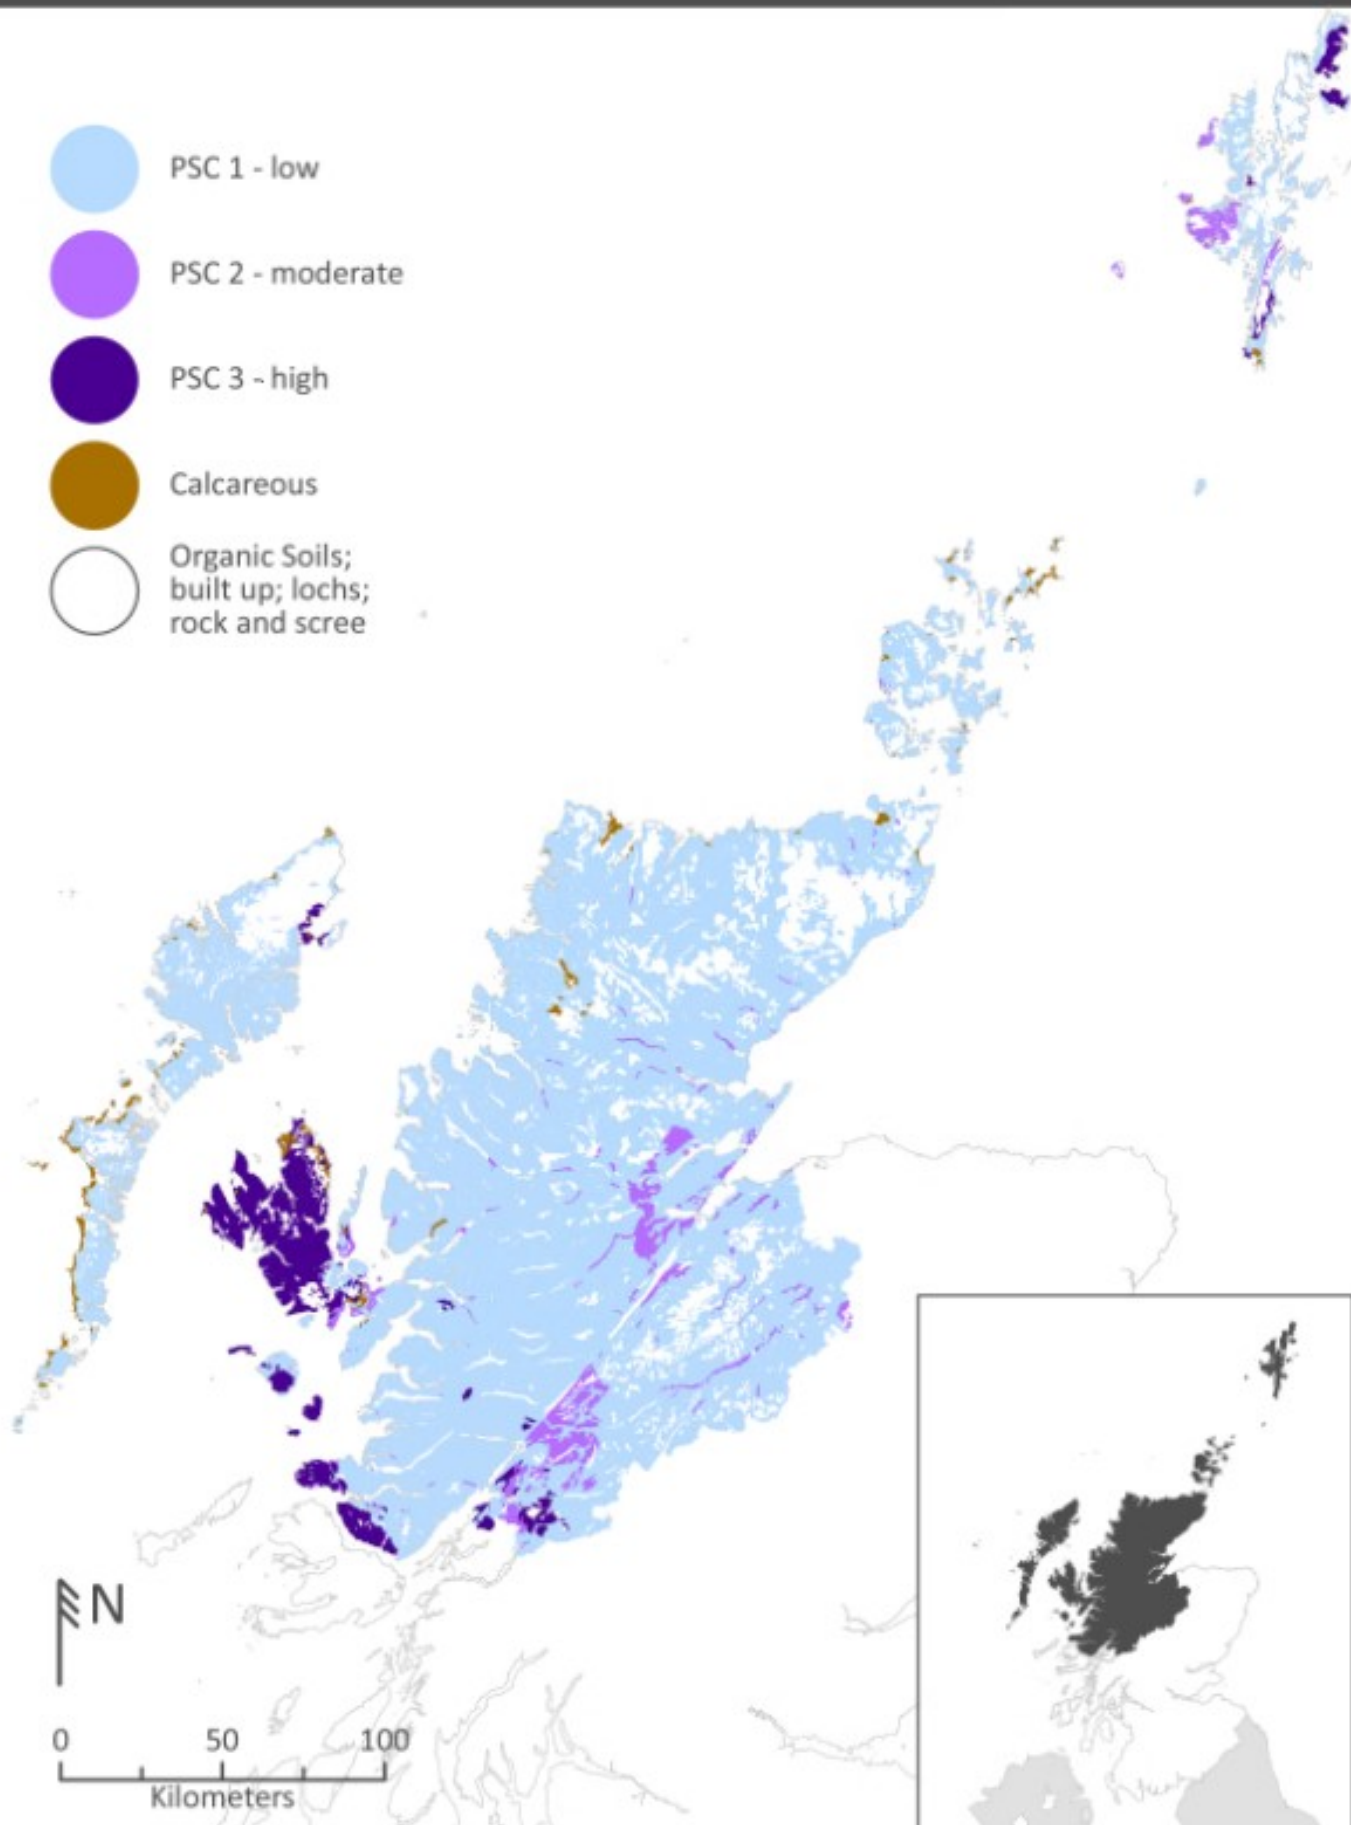 PSC 1 - low
PSC 2 - moderate
PSC 3 - high
Calcareous
Organic Soils;
built up; lochs;
rock and scree
N
0 50 100
Kilometers